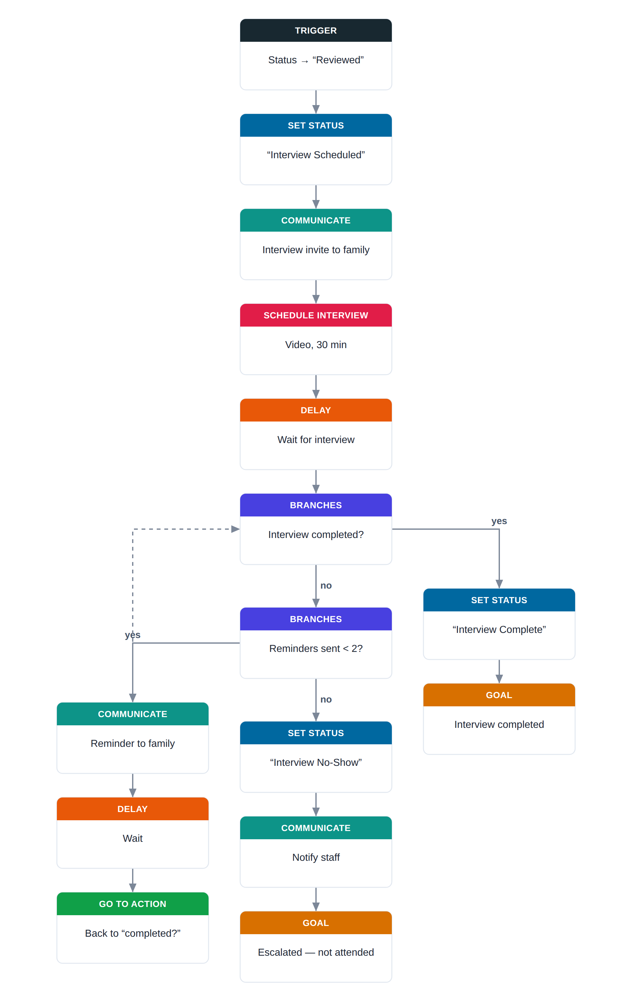 TRIGGER
Status → “Reviewed”
SET STATUS
“Interview Scheduled”
COMMUNICATE
Interview invite to family
SCHEDULE INTERVIEW
Video, 30 min
DELAY
Wait for interview
BRANCHES
Interview completed?
yes
no
SET STATUS
“Interview Complete”
GOAL
Interview completed
BRANCHES
Reminders sent < 2?
yes
no
COMMUNICATE
Reminder to family
DELAY
Wait
GO TO ACTION
Back to “completed?”
SET STATUS
“Interview No-Show”
COMMUNICATE
Notify staff
GOAL
Escalated — not attended